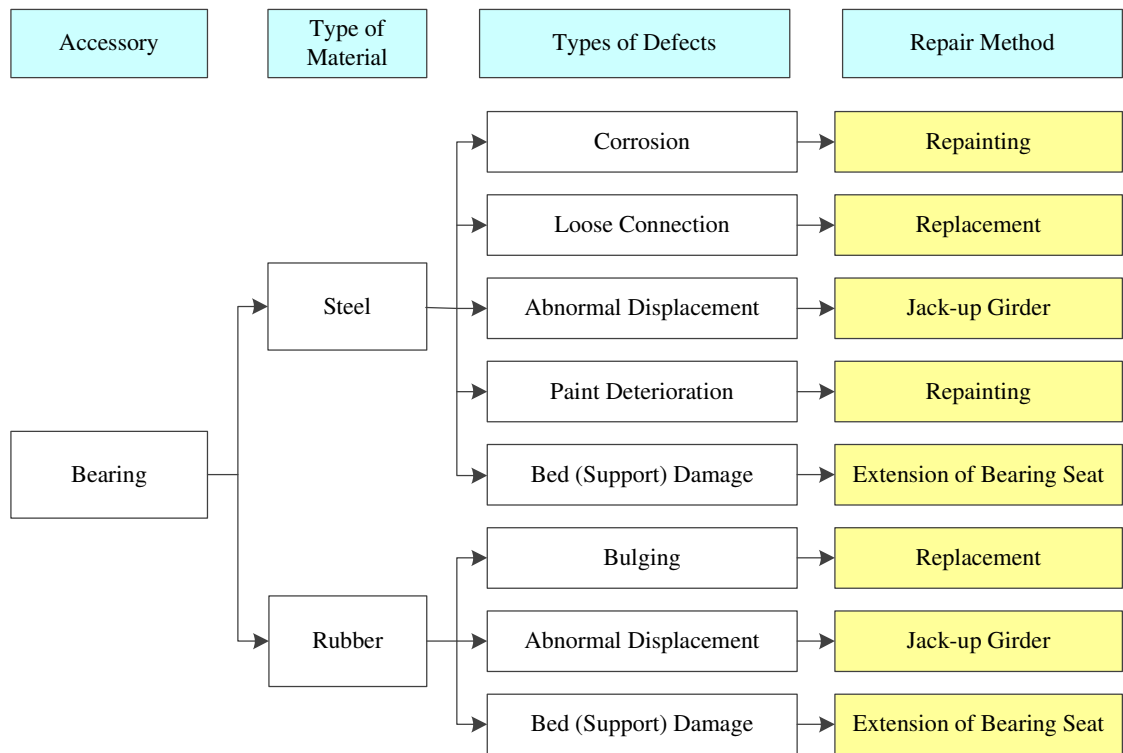 Accessory
Type of
Material
Types of Defects
Repair Method
Corrosion
Repainting
Loose Connection
Replacement
Steel
Abnormal Displacement
Jack-up Girder
Paint Deterioration
Repainting
Bearing
Bed (Support) Damage
Extension of Bearing Seat
Bulging
Replacement
Rubber
Abnormal Displacement
Jack-up Girder
Bed (Support) Damage
Extension of Bearing Seat